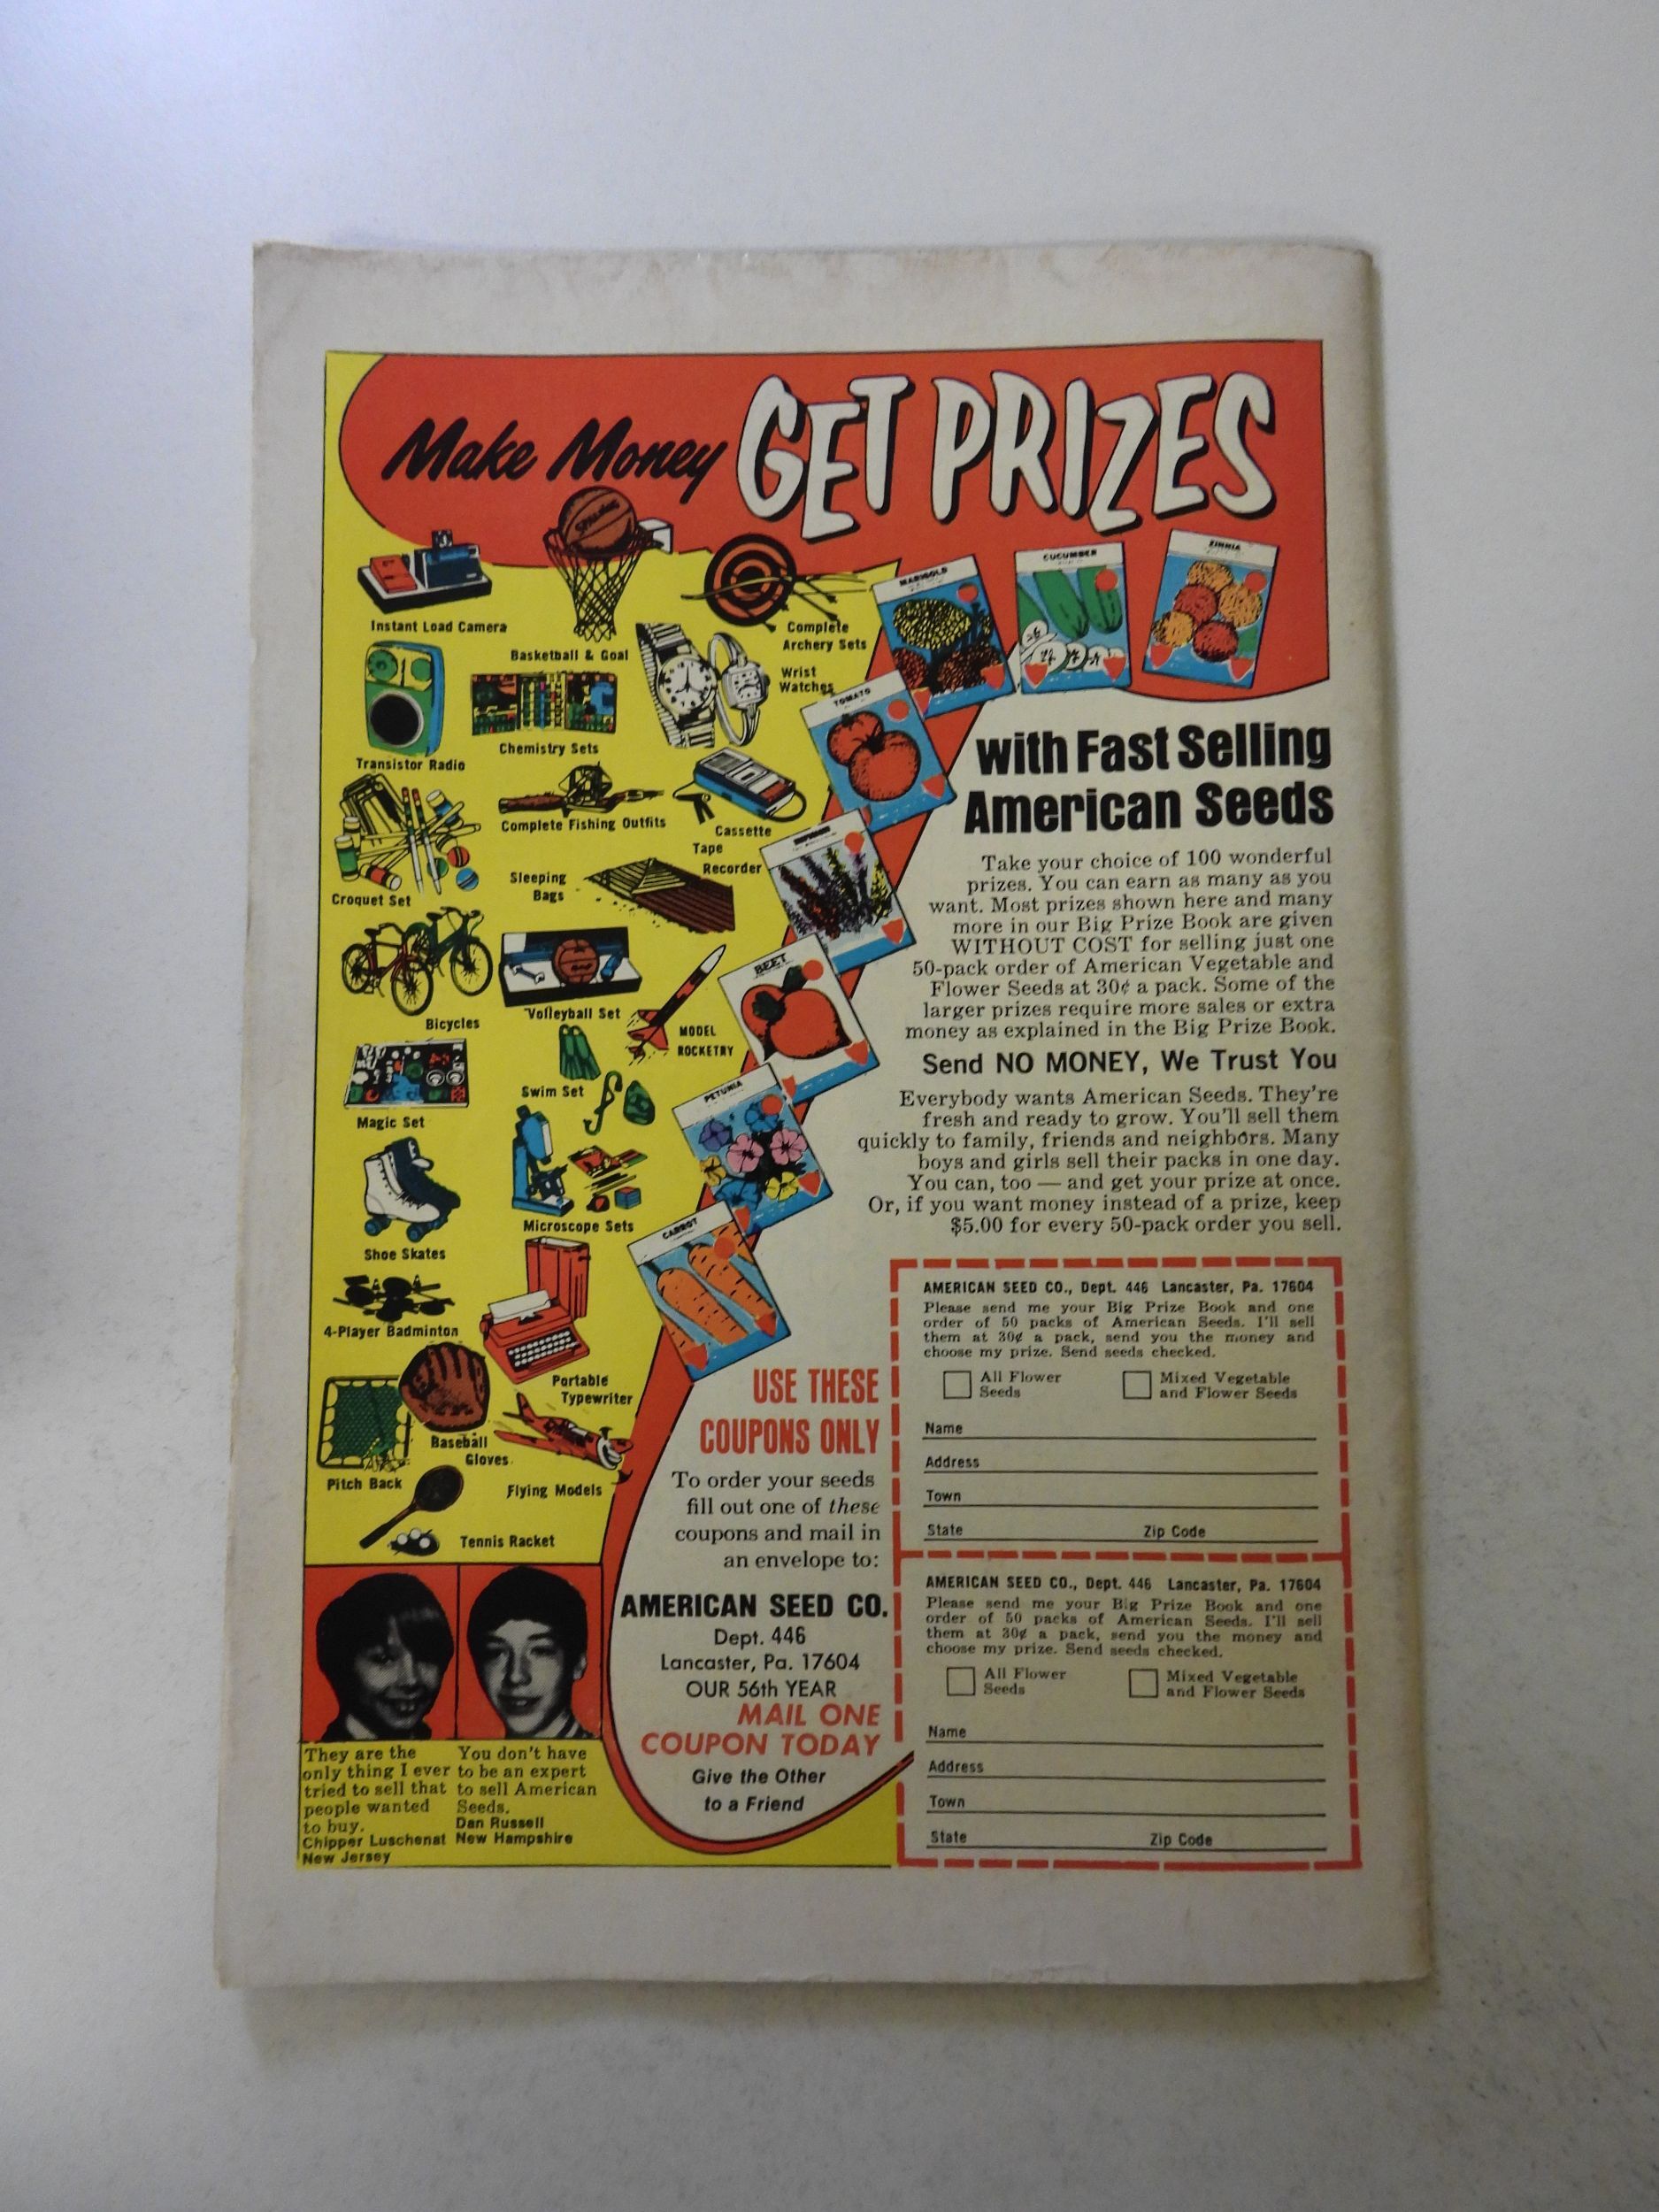 Make Money GET PRIZES
SPALDING
Instant Load Camera
Basketball & Goal
Complete
Archery Sets
Wrist
Watches
Transistor Radio
Chemistry Sets
Complete Fishing Outfits
Cassette
Tape
Recorder
Croquet Set
Sleeping
Bags
Bicycles
Volleyball Set
MODEL
ROCKETRY
Swim Set
Magic Set
Microscope Sets
Shoe Skates
4-Player Badminton
Portable
Typewriter
Baseball
Gloves
Pitch Back
Flying Models
Tennis Racket
MARIGOLD
CUCUMBER
ZINNIA
TOMATO
BEET
PETUNIA
CARROT
with Fast Selling
American Seeds
Take your choice of 100 wonderful
prizes. You can earn as many as you
want. Most prizes shown here and many
more in our Big Prize Book are given
WITHOUT COST for selling just one
50-pack order of American Vegetable and
Flower Seeds at 30¢ a pack. Some of the
larger prizes require more sales or extra
money as explained in the Big Prize Book.
Send NO MONEY, We Trust You
Everybody wants American Seeds. They're
fresh and ready to grow. You'll sell them
quickly to family, friends and neighbors. Many
boys and girls sell their packs in one day.
You can, too — and get your prize at once.
Or, if you want money instead of a prize, keep
$5.00 for every 50-pack order you sell.
USE THESE
COUPONS ONLY
To order your seeds
fill out one of these
coupons and mail in
an envelope to:
AMERICAN SEED CO.
Dept. 446
Lancaster, Pa. 17604
OUR 56th YEAR
MAIL ONE
COUPON TODAY
Give the Other
to a Friend
AMERICAN SEED CO., Dept. 446 Lancaster, Pa. 17604
Please send me your Big Prize Book and one
order of 50 packs of American Seeds. I'll sell
them at 30¢ a pack, send you the money and
choose my prize. Send seeds checked.
All Flower
Seeds
Mixed Vegetable
and Flower Seeds
Name
Address
Town
State Zip Code
AMERICAN SEED CO., Dept. 446 Lancaster, Pa. 17604
Please send me your Big Prize Book and one
order of 50 packs of American Seeds. I'll sell
them at 30¢ a pack, send you the money and
choose my prize. Send seeds checked.
All Flower
Seeds
Mixed Vegetable
and Flower Seeds
Name
Address
Town
State Zip Code
They are the
only thing I ever
tried to sell that
people wanted
to buy.
Chipper Luschenat
New Jersey
You don't have
to be an expert
to sell American
Seeds.
Dan Russell
New Hampshire